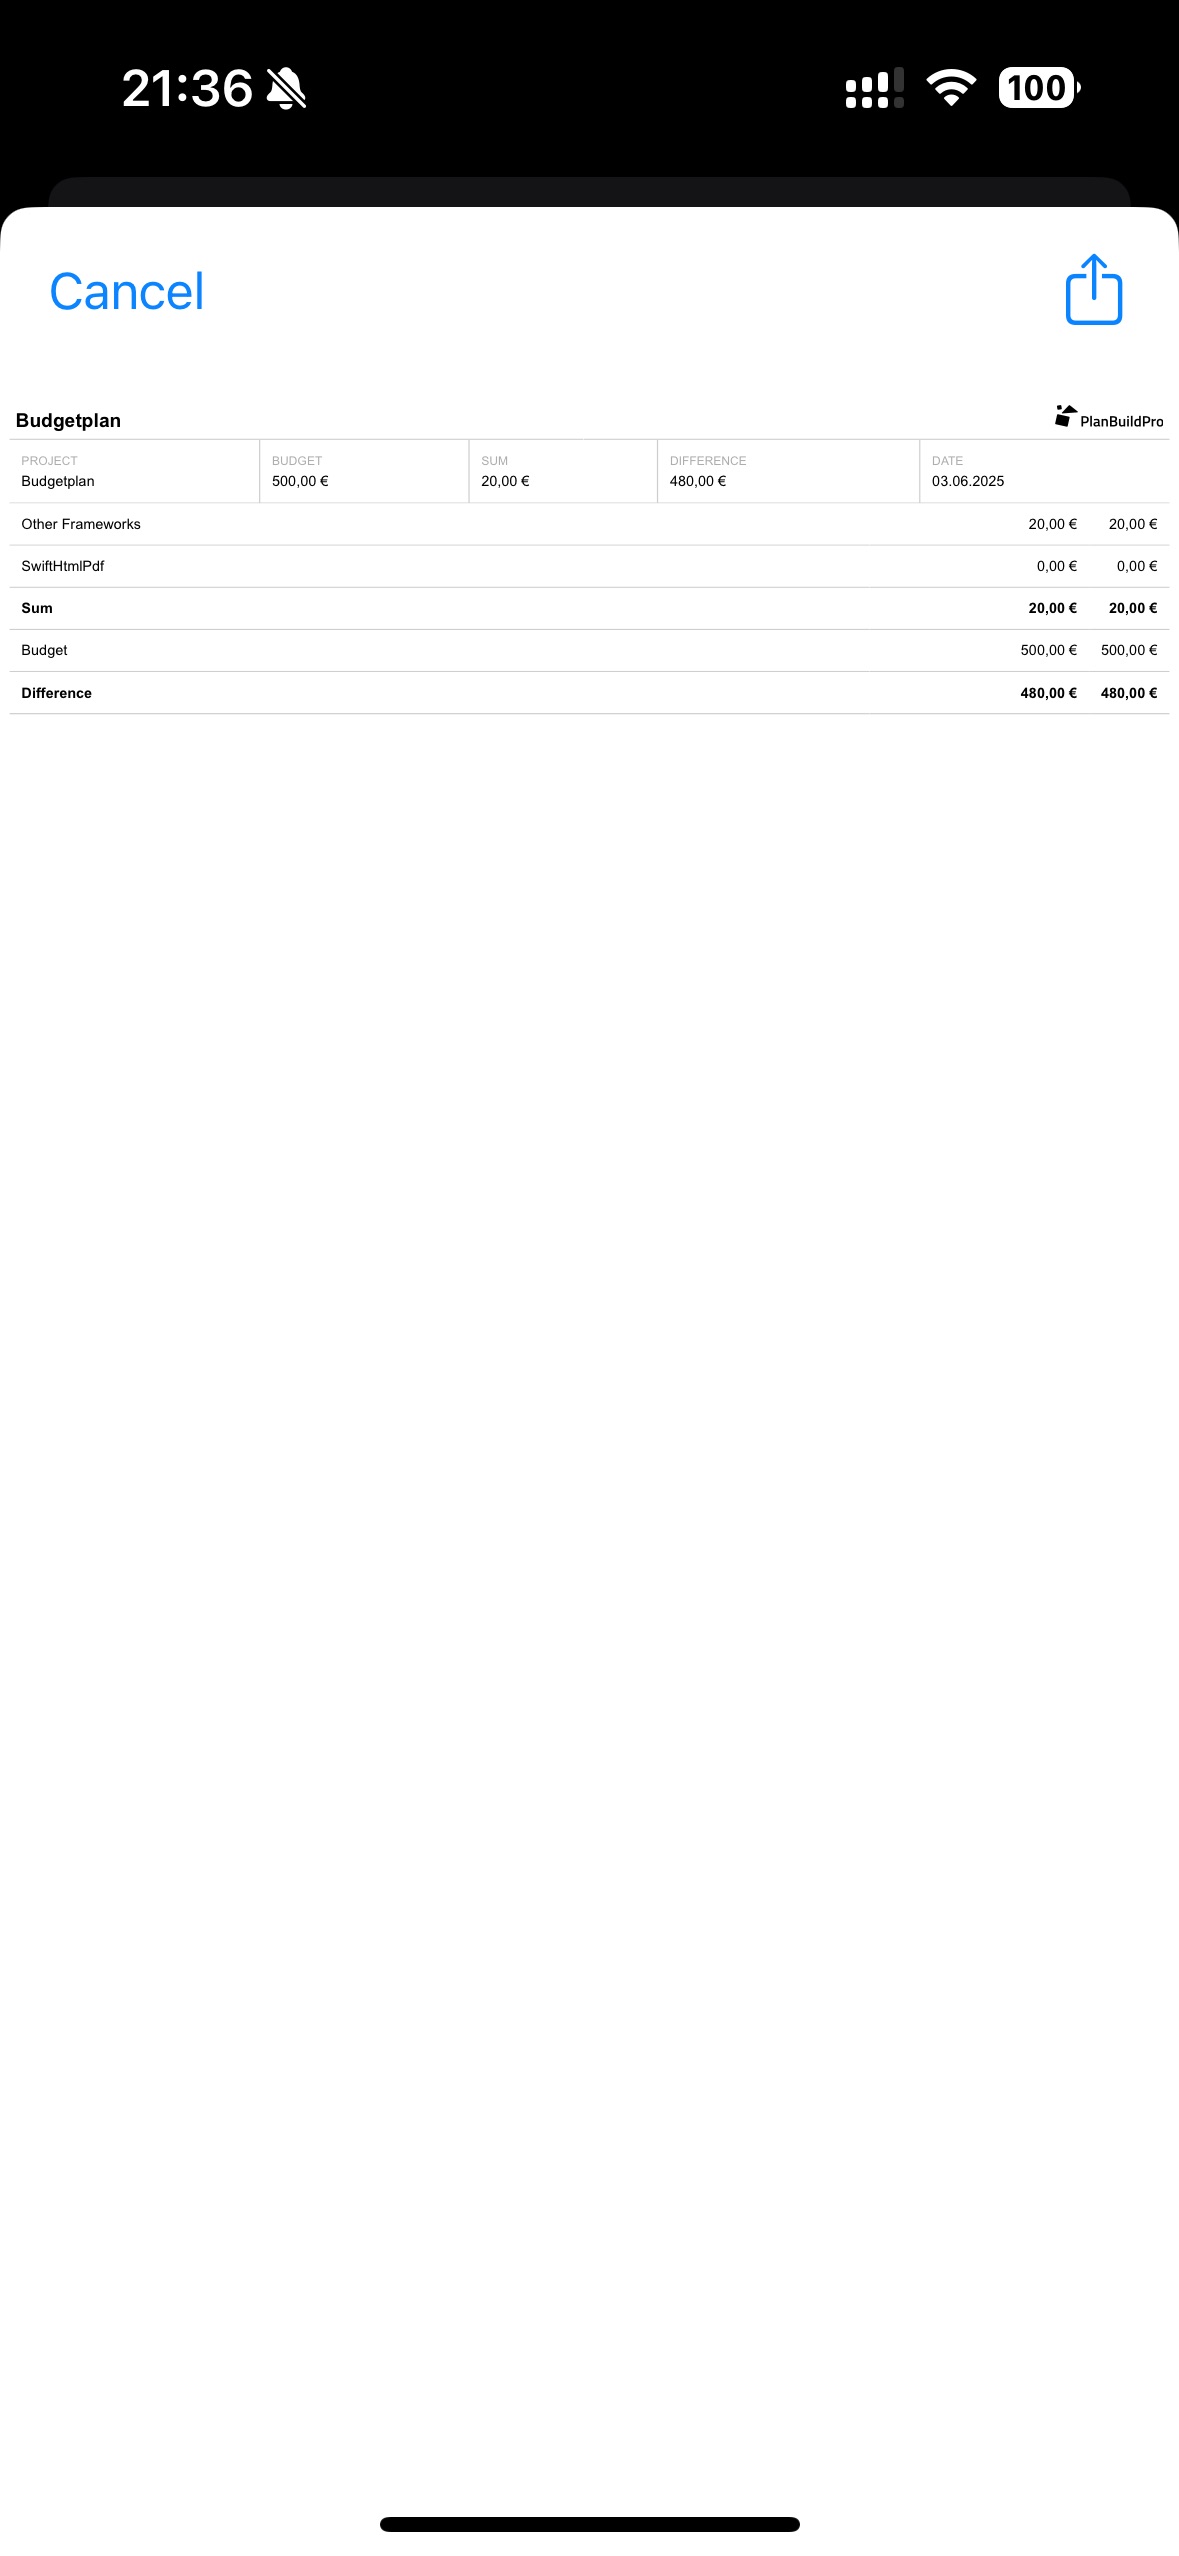 21:36 100
Cancel
Budgetplan PlanBuildPro
PROJECT BUDGET SUM DIFFERENCE DATE
Budgetplan 500,00 € 20,00 € 480,00 € 03.06.2025
Other Frameworks 20,00 € 20,00 €
SwiftHtmlPdf 0,00 € 0,00 €
Sum 20,00 € 20,00 €
Budget 500,00 € 500,00 €
Difference 480,00 € 480,00 €